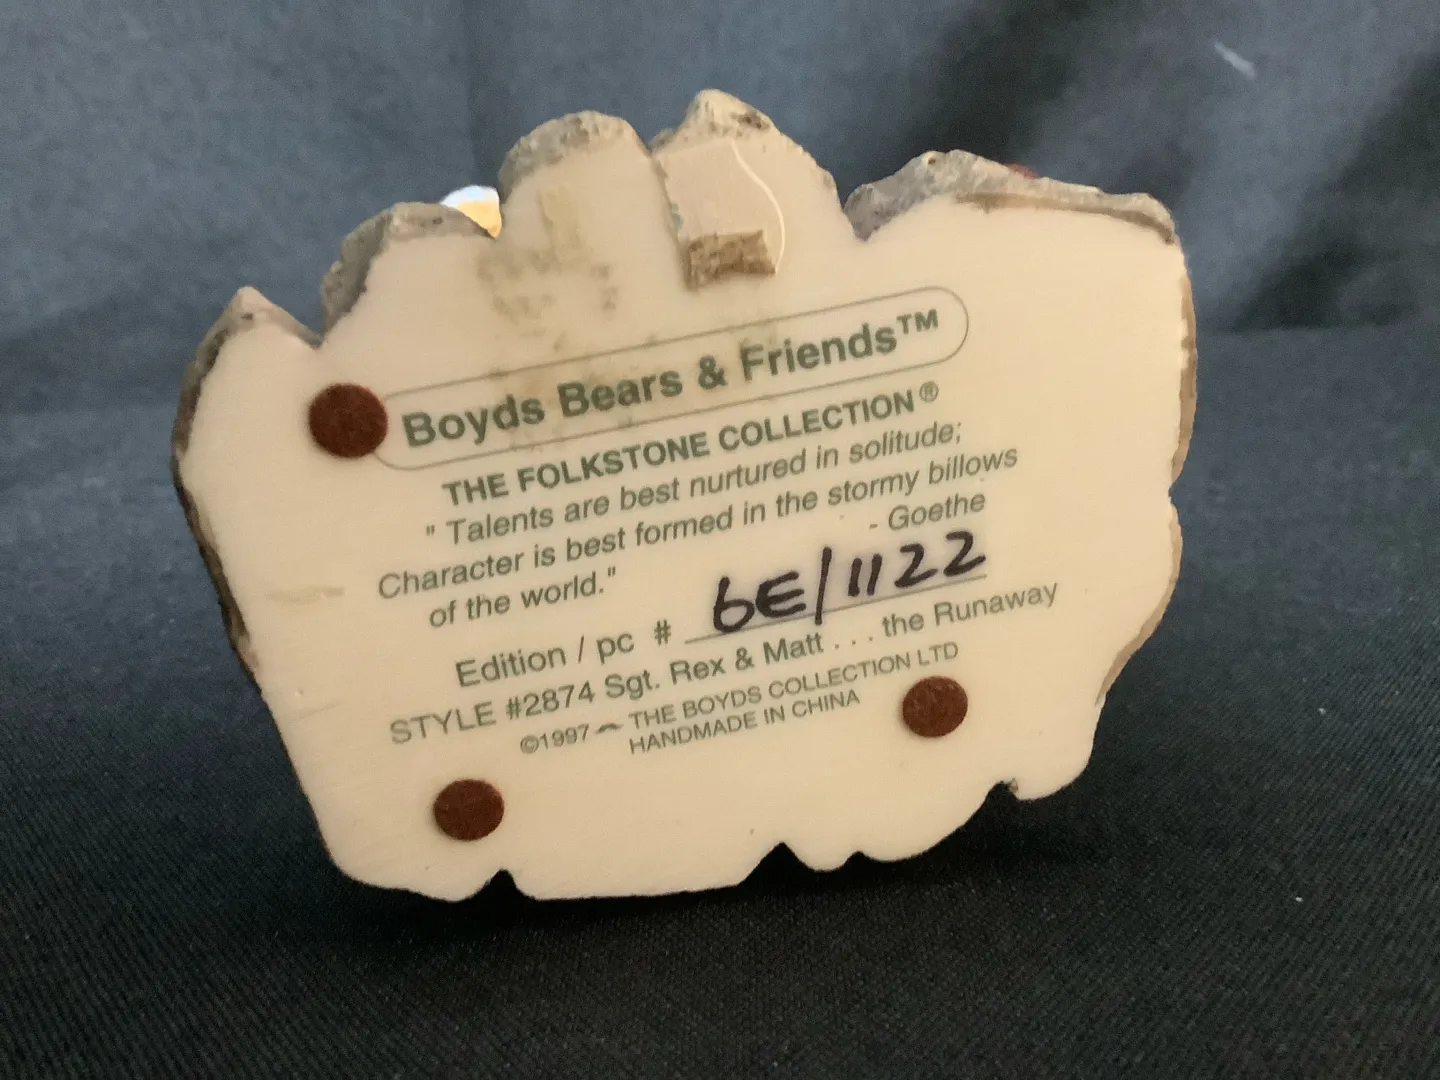 Boyds Bears & Friends™
THE FOLKSTONE COLLECTION®
" Talents are best nurtured in solitude;
Character is best formed in the stormy billows
of the world."
- Goethe
Edition / pc # 6E/1122
STYLE #2874 Sgt. Rex & Matt . . . the Runaway
©1997 THE BOYDS COLLECTION LTD
HANDMADE IN CHINA